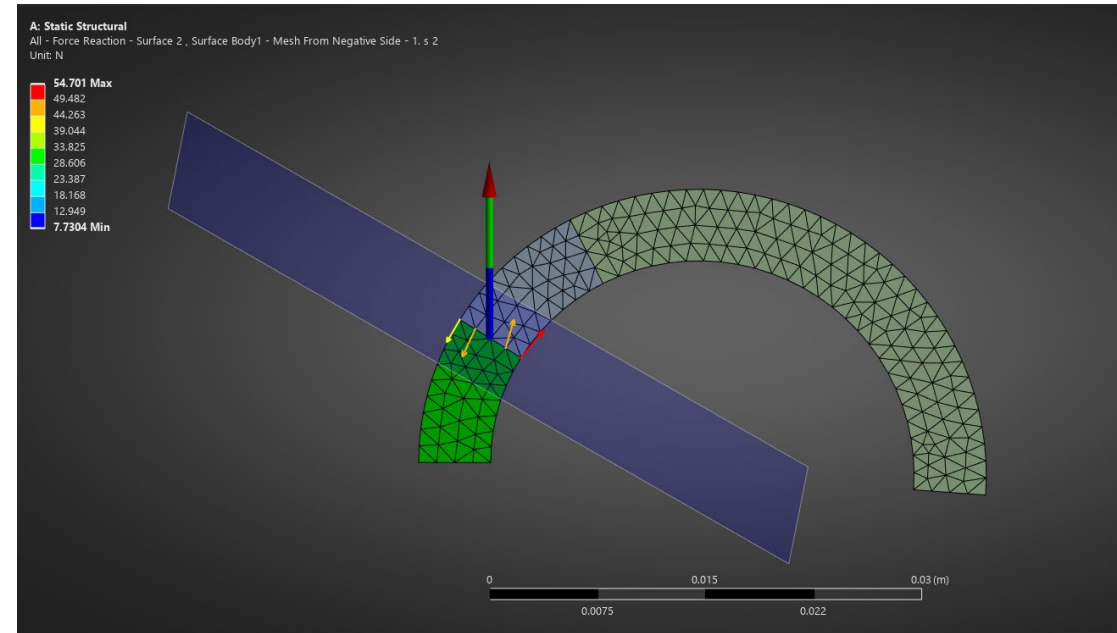 A: Static Structural
All - Force Reaction - Surface 2 , Surface Body1 - Mesh From Negative Side - 1. s 2
Unit: N
54.701 Max
49.482
44.263
39.044
33.825
28.606
23.387
18.168
12.949
7.7304 Min
0 0.015 0.03 (m)
0.0075 0.022